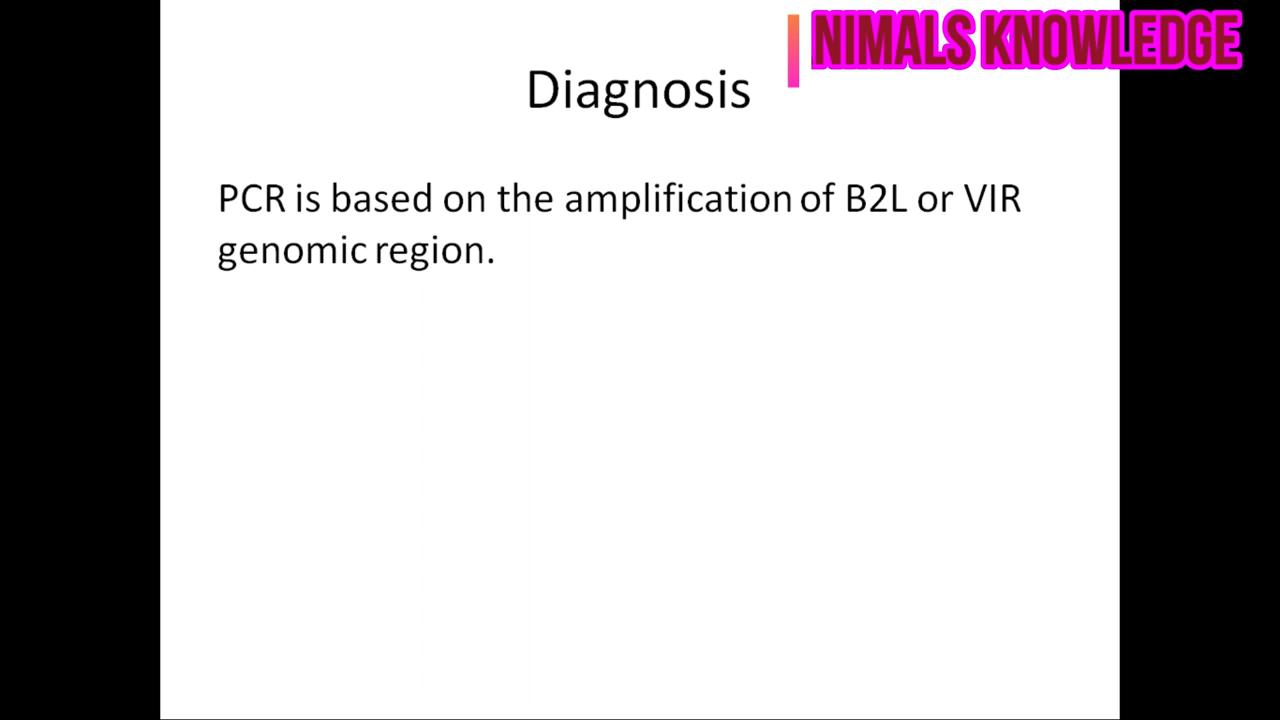 NIMALS KNOWLEDGE
Diagnosis
PCR is based on the amplification of B2L or VIR
genomic region.